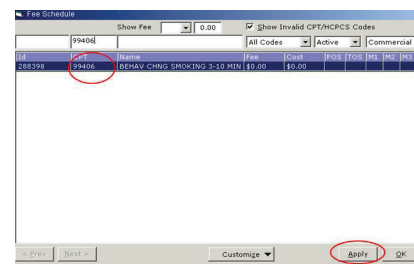 Fee Schedule
Show Fee 0.00 Show Invalid CPT/HCPCS Codes
99406 All Codes Active Commercial
Id CPT Name Fee Cost POS TOS M1 M2 M3
288398 99406 BEHAV CHNG SMOKING 3-10 MIN $0.00 $0.00
< Prev Next > Customize Apply OK